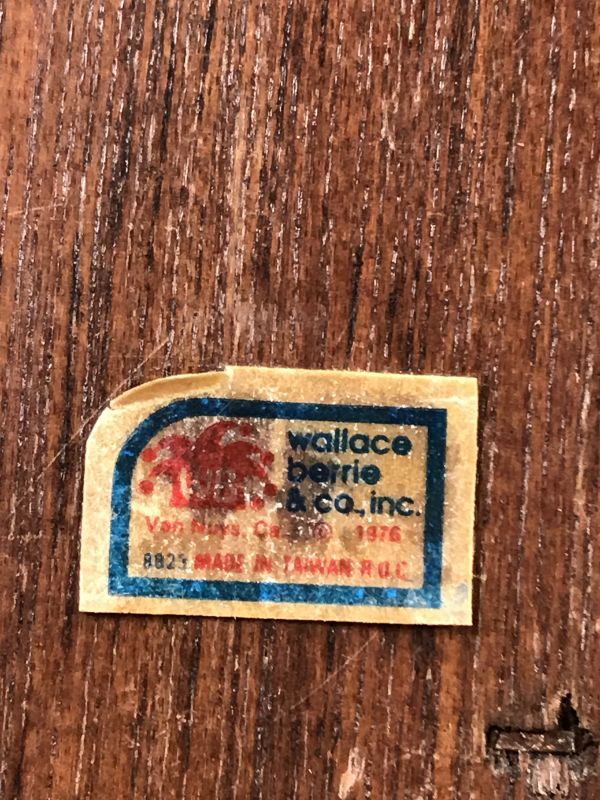 wallace
berrie
& co., inc.
Van Nuys, Ca. © 1976
8823 MADE IN TAIWAN R.O.C.